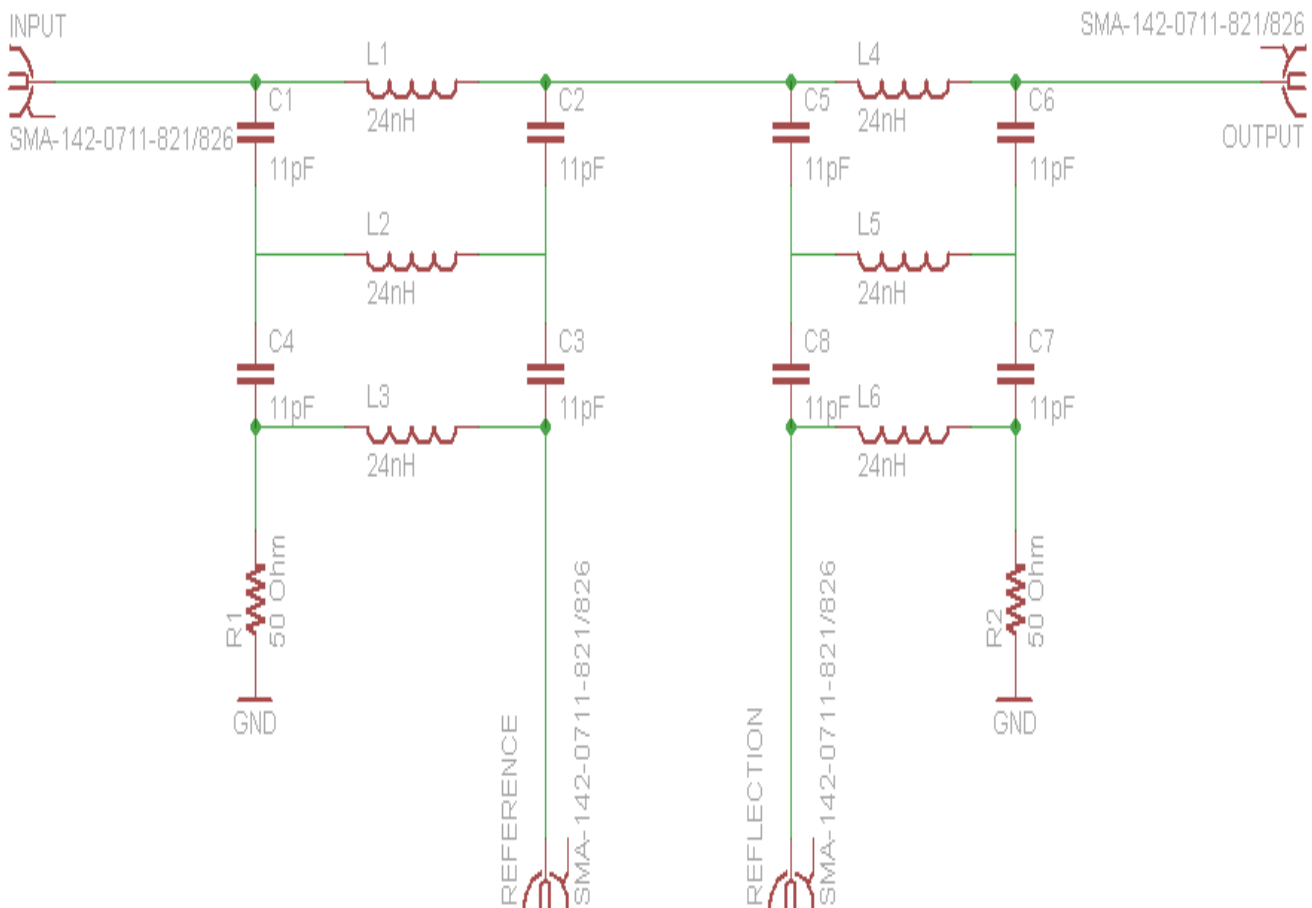 INPUT
SMA-142-0711-821/826
L1
L4
C1
C2
C5
C6
24nH
24nH
SMA-142-0711-821/826
OUTPUT
11pF
11pF
11pF
11pF
L2
L5
24nH
24nH
C4
C3
C8
C7
L3
L6
11pF
11pF
11pF
11pF
24nH
24nH
R1
50 Ohm
R2
50 Ohm
GND
GND
REFERENCE
SMA-142-0711-821/826
REFLECTION
SMA-142-0711-821/826